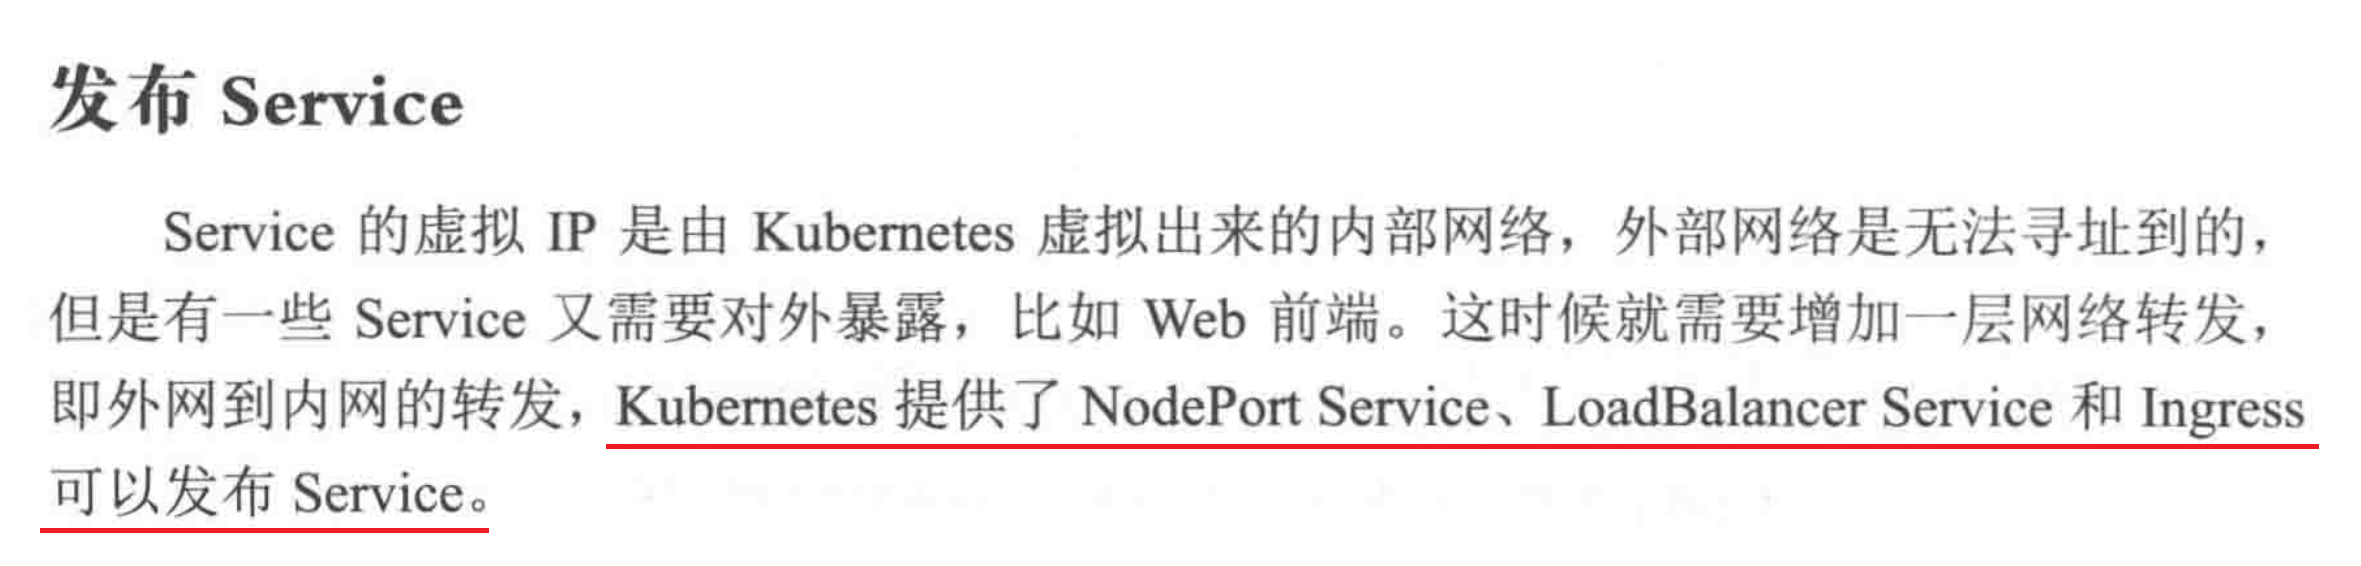 发布 Service
Service 的虚拟 IP 是由 Kubernetes 虚拟出来的内部网络，外部网络是无法寻址到的，
但是有一些 Service 又需要对外暴露，比如 Web 前端。这时候就需要增加一层网络转发，
即外网到内网的转发，Kubernetes 提供了 NodePort Service、LoadBalancer Service 和 Ingress
可以发布 Service。